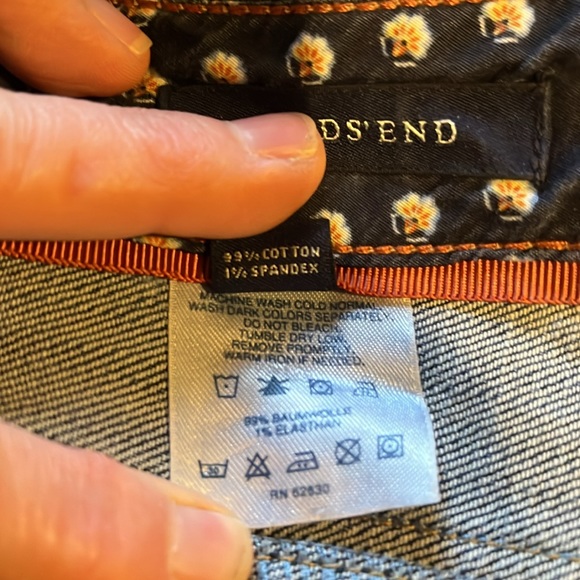 DS' END
99% COTTON
1% SPANDEX
MACHINE WASH COLD NORMAL
WASH DARK COLORS SEPARATELY
DO NOT BLEACH.
TUMBLE DRY LOW.
REMOVE PROMPTLY.
WARM IRON IF NEEDED.
99% BAUMWOLLE
1% ELASTHAN
30
RN 62830